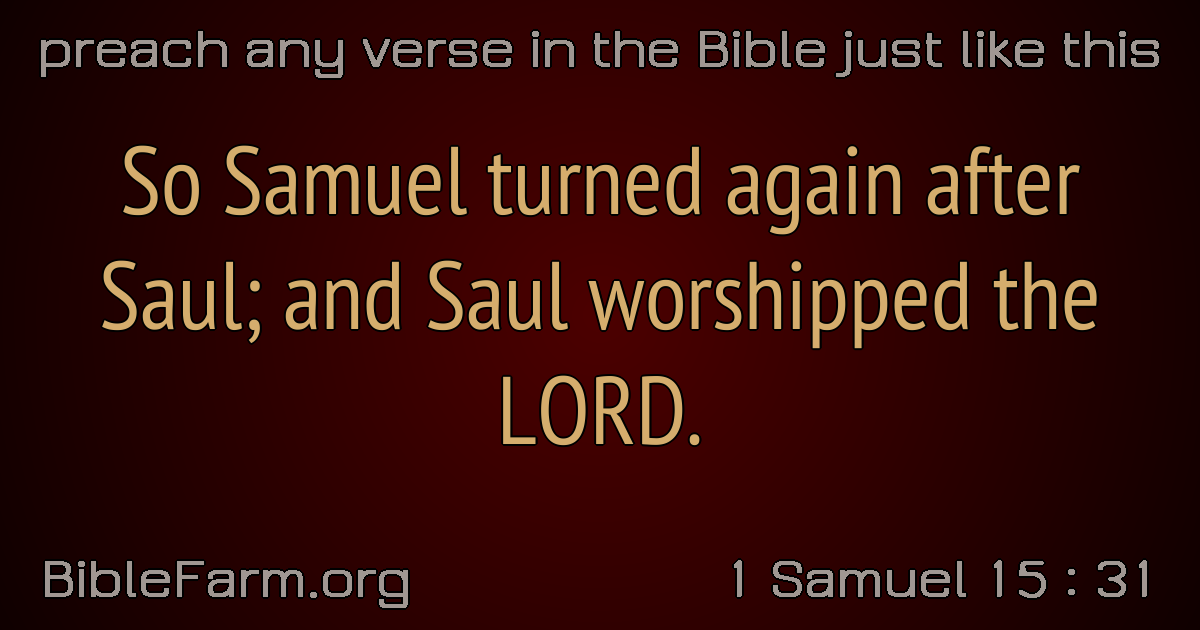 preach any verse in the Bible just like this
So Samuel turned again after
Saul; and Saul worshipped the
LORD.
BibleFarm.org
1 Samuel 15 : 31